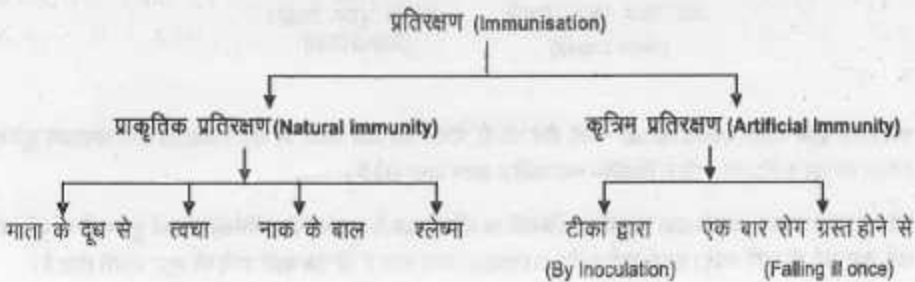 प्रतिरक्षण (Immunisation)
प्राकृतिक प्रतिरक्षण (Natural immunity)
कृत्रिम प्रतिरक्षण (Artificial immunity)
माता के दूध से
त्वचा
नाक के बाल
श्लेष्मा
टीका द्वारा
(By Inoculation)
एक बार रोग ग्रस्त होने से
(Falling ill once)